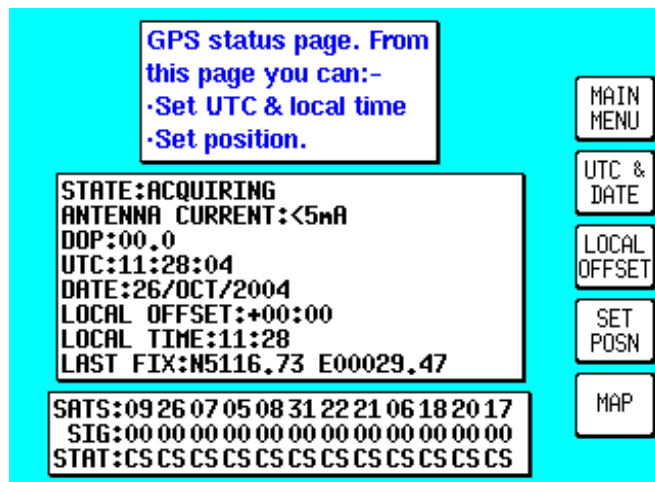 GPS status page. From
this page you can:-
·Set UTC & local time
·Set position.
STATE:ACQUIRING
ANTENNA CURRENT:<5mA
DOP:00.0
UTC:11:28:04
DATE:26/OCT/2004
LOCAL OFFSET:+00:00
LOCAL TIME:11:28
LAST FIX:N5116.73 E00029.47
SATS:09 26 07 05 08 31 22 21 06 18 20 17
SIG:00 00 00 00 00 00 00 00 00 00 00 00
STAT:CS CS CS CS CS CS CS CS CS CS CS CS
MAIN
MENU
UTC &
DATE
LOCAL
OFFSET
SET
POSN
MAP